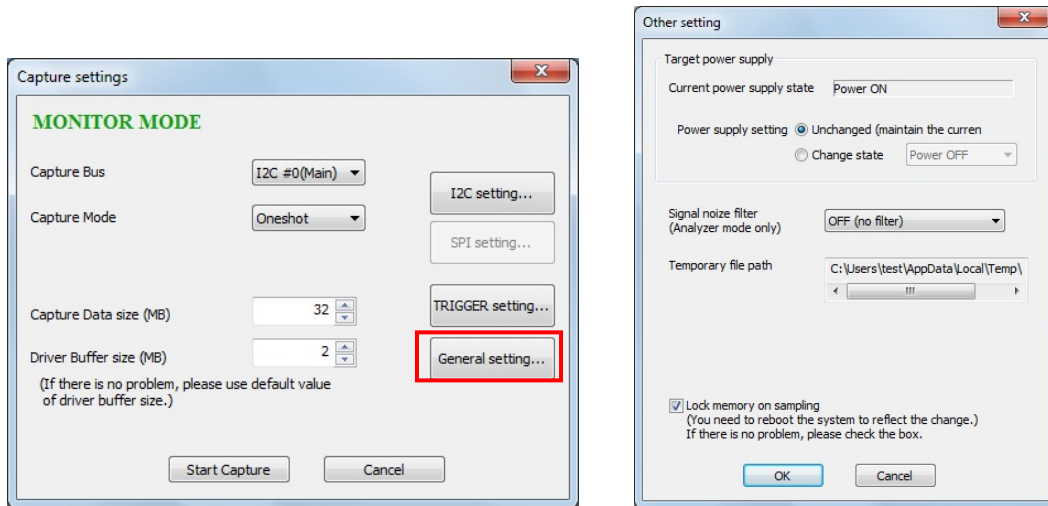 Capture settings
MONITOR MODE
Capture Bus
I2C #0(Main)
Capture Mode
Oneshot
I2C setting...
SPI setting...
Capture Data size (MB)
32
TRIGGER setting...
Driver Buffer size (MB)
2
General setting...
(If there is no problem, please use default value
of driver buffer size.)
Start Capture
Cancel
Other setting
Target power supply
Current power supply state
Power ON
Power supply setting
Unchanged (maintain the curren
Change state
Power OFF
Signal noize filter
(Analyzer mode only)
OFF (no filter)
Temporary file path
C:\Users\test\AppData\Local\Temp\
Lock memory on sampling
(You need to reboot the system to reflect the change.)
If there is no problem, please check the box.
OK
Cancel